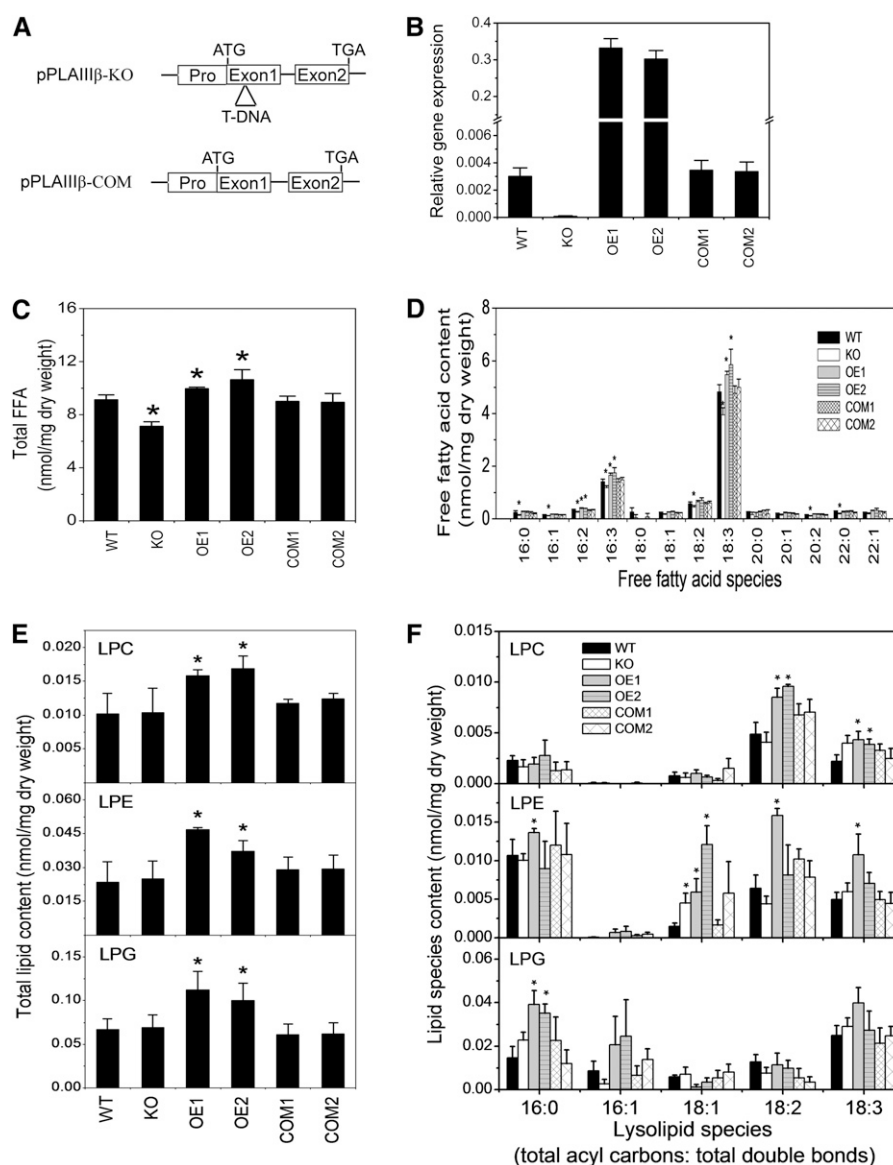 A
ATG
TGA
pPLAIIIβ-KO
Pro
Exon1
Exon2
T-DNA
ATG
TGA
pPLAIIIβ-COM
Pro
Exon1
Exon2
B
Relative gene expression
0.4
0.3
0.2
0.006
0.004
0.002
0.000
WT
KO
OE1
OE2
COM1
COM2
C
Total FFA
(nmol/mg dry weight)
16
12
8
4
0
*
*
*
WT
KO
OE1
OE2
COM1
COM2
D
Free fatty acid content
(nmol/mg dry weight)
8
6
4
2
0
WT
KO
OE1
OE2
COM1
COM2
16:0
16:1
16:2
16:3
18:0
18:1
18:2
18:3
20:0
20:1
20:2
22:0
22:1
Free fatty acid species
E
Total lipid content (nmol/mg dry weight)
LPC
0.020
0.015
0.010
0.005
* *
LPE
0.060
0.045
0.030
0.015
* *
LPG
0.15
0.10
0.05
0.00
* *
WT
KO
OE1
OE2
COM1
COM2
F
Lipid species content (nmol/mg dry weight)
LPC
0.015
0.010
0.005
0.000
WT
KO
OE1
OE2
COM1
COM2
LPE
0.015
0.010
0.005
0.000
LPG
0.06
0.04
0.02
0.00
16:0
16:1
18:1
18:2
18:3
Lysolipid species
(total acyl carbons: total double bonds)